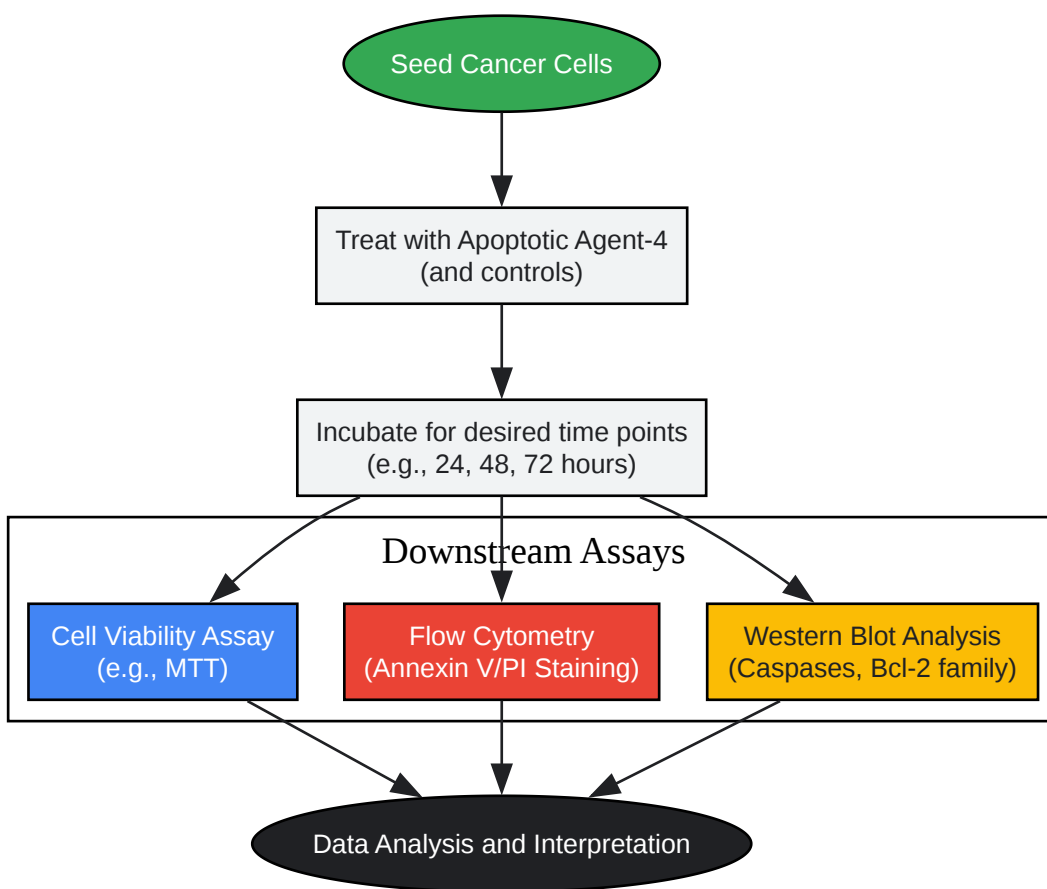 Seed Cancer Cells
Treat with Apoptotic Agent-4
(and controls)
Incubate for desired time points
(e.g., 24, 48, 72 hours)
Downstream Assays
Cell Viability Assay
(e.g., MTT)
Flow Cytometry
(Annexin V/PI Staining)
Western Blot Analysis
(Caspases, Bcl-2 family)
Data Analysis and Interpretation